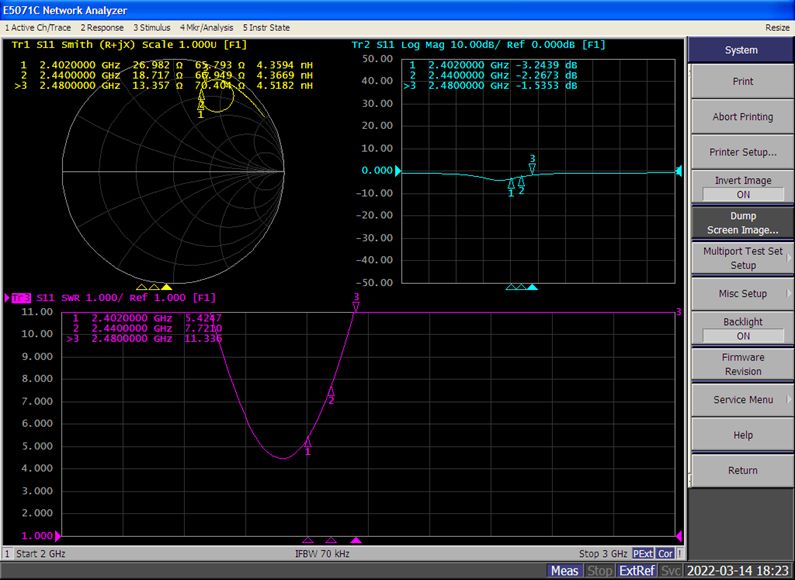 E5071C Network Analyzer
1 Active Ch/Trace 2 Response 3 Stimulus 4 Mkr/Analysis 5 Instr State Resize
Tr1 S11 Smith (R+jX) Scale 1.000U [F1]
1 2.4020000 GHz 26.982 Ω 65.793 Ω 4.3594 nH
2 2.4400000 GHz 18.717 Ω 66.949 Ω 4.3669 nH
>3 2.4800000 GHz 13.357 Ω 70.404 Ω 4.5182 nH
1
Tr2 S11 Log Mag 10.00dB/ Ref 0.000dB [F1]
50.00
40.00
30.00
20.00
10.00
0.000
-10.00
-20.00
-30.00
-40.00
-50.00
1 2.4020000 GHz -3.2439 dB
2 2.4400000 GHz -2.2673 dB
>3 2.4800000 GHz -1.5353 dB
3
1
2
Tr3 S11 SWR 1.000/ Ref 1.000 [F1]
11.00
10.00
9.000
8.000
7.000
6.000
5.000
4.000
3.000
2.000
1.000
1 2.4020000 GHz 5.4247
2 2.4400000 GHz 7.7210
>3 2.4800000 GHz 11.336
3
2
1
3
1 Start 2 GHz IFBW 70 kHz Stop 3 GHz PExt Cor !
Meas Stop ExtRef Svc 2022-03-14 18:23
System
Print
Abort Printing
Printer Setup...
Invert Image
ON
Dump
Screen Image...
Multiport Test Set
Setup
Misc Setup
Backlight
ON
Firmware
Revision
Service Menu
Help
Return